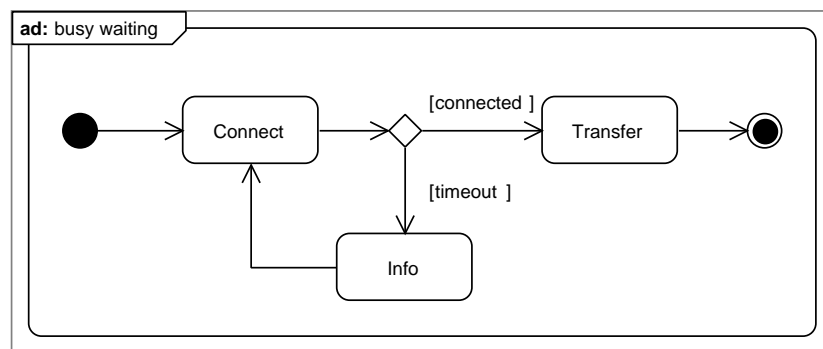 ad: busy waiting
[connected ]
Connect
Transfer
[timeout ]
Info